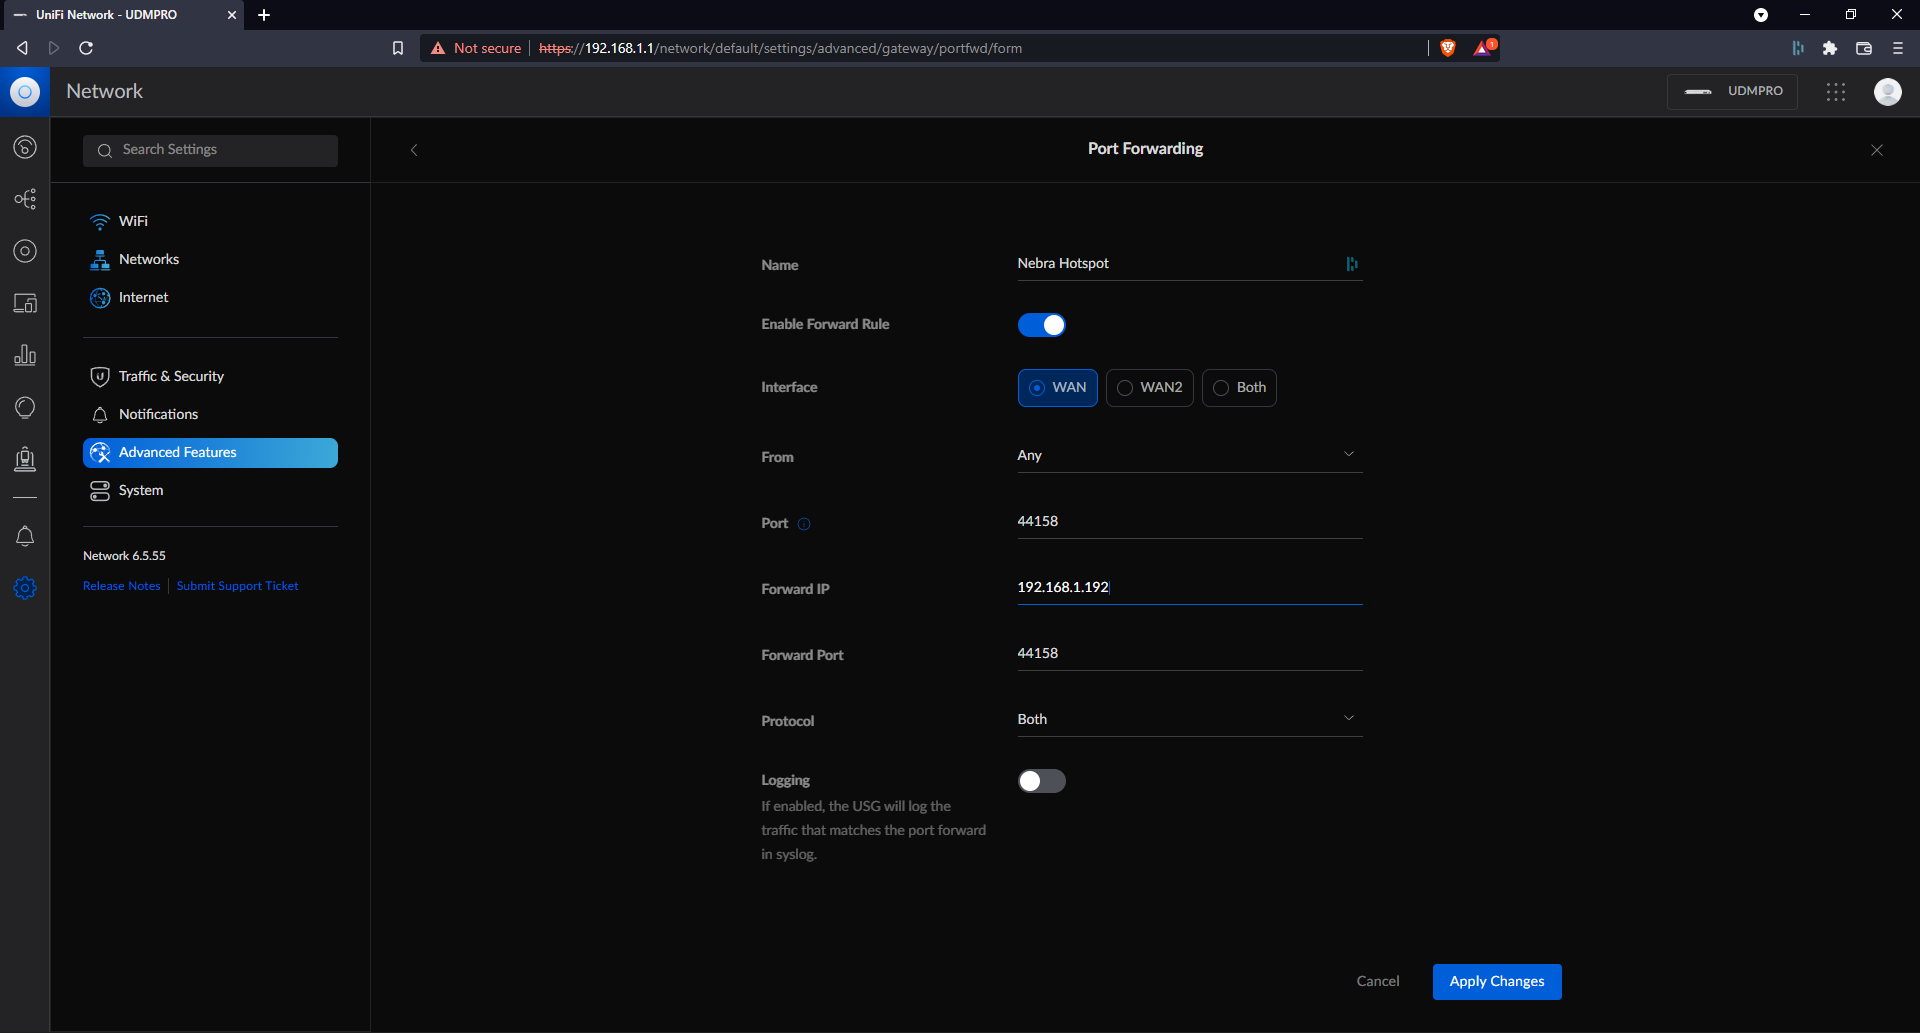 UniFi Network - UDMPRO
Not secure
https://192.168.1.1/network/default/settings/advanced/gateway/portfwd/form
1
Network
UDMPRO
Search Settings
Port Forwarding
WiFi
Networks
Internet
Traffic & Security
Notifications
Advanced Features
System
Network 6.5.55
Release Notes
Submit Support Ticket
Name
Nebra Hotspot
Enable Forward Rule
Interface
WAN
WAN2
Both
From
Any
Port
44158
Forward IP
192.168.1.192
Forward Port
44158
Protocol
Both
Logging
If enabled, the USG will log the
traffic that matches the port forward
in syslog.
Cancel
Apply Changes